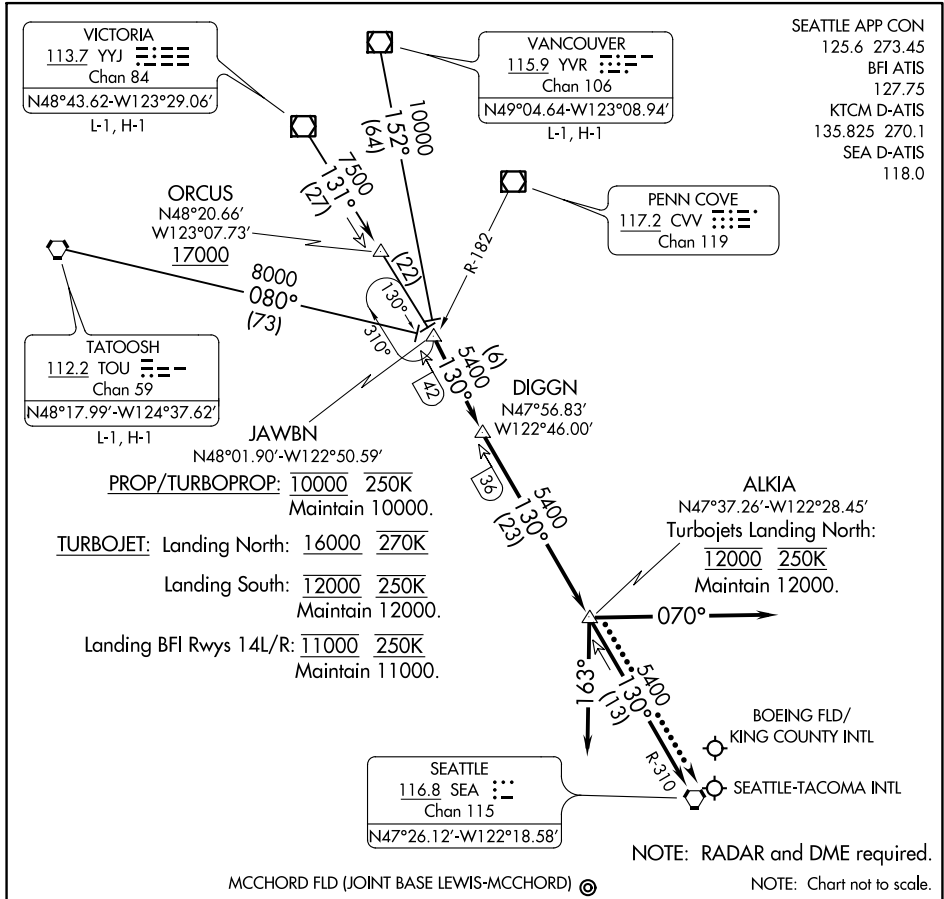 SEATTLE APP CON
125.6 273.45
BFI ATIS
127.75
KTCM D-ATIS
135.825 270.1
SEA D-ATIS
118.0
VICTORIA
113.7 YYJ
Chan 84
N48°43.62-W123°29.06′
L-1, H-1
VANCOUVER
115.9 YVR
Chan 106
N49°04.64-W123°08.94′
L-1, H-1
10000
152°
(64)
7500
131°
(27)
PENN COVE
117.2 CVV
Chan 119
R-182
ORCUS
N48°20.66′
W123°07.73′
17000
(22)
8000
080°
(73)
130°
310°
TATOOSH
112.2 TOU
Chan 59
N48°17.99′-W124°37.62′
L-1, H-1
(6)
5400
130°
42
DIGGN
N47°56.83′
W122°46.00′
36
JAWBN
N48°01.90′-W122°50.59′
PROP/TURBOPROP: 10000 250K
Maintain 10000.
TURBOJET: Landing North: 16000 270K
Landing South: 12000 250K
Maintain 12000.
Landing BFI Rwys 14L/R: 11000 250K
Maintain 11000.
5400
130°
(23)
ALKIA
N47°37.26′-W122°28.45′
Turbojets Landing North:
12000 250K
Maintain 12000.
070°
163°
5400
130°
(13)
R-310
BOEING FLD/
KING COUNTY INTL
SEATTLE-TACOMA INTL
SEATTLE
116.8 SEA
Chan 115
N47°26.12′-W122°18.58′
NOTE: RADAR and DME required.
MCCHORD FLD (JOINT BASE LEWIS-MCCHORD)
NOTE: Chart not to scale.